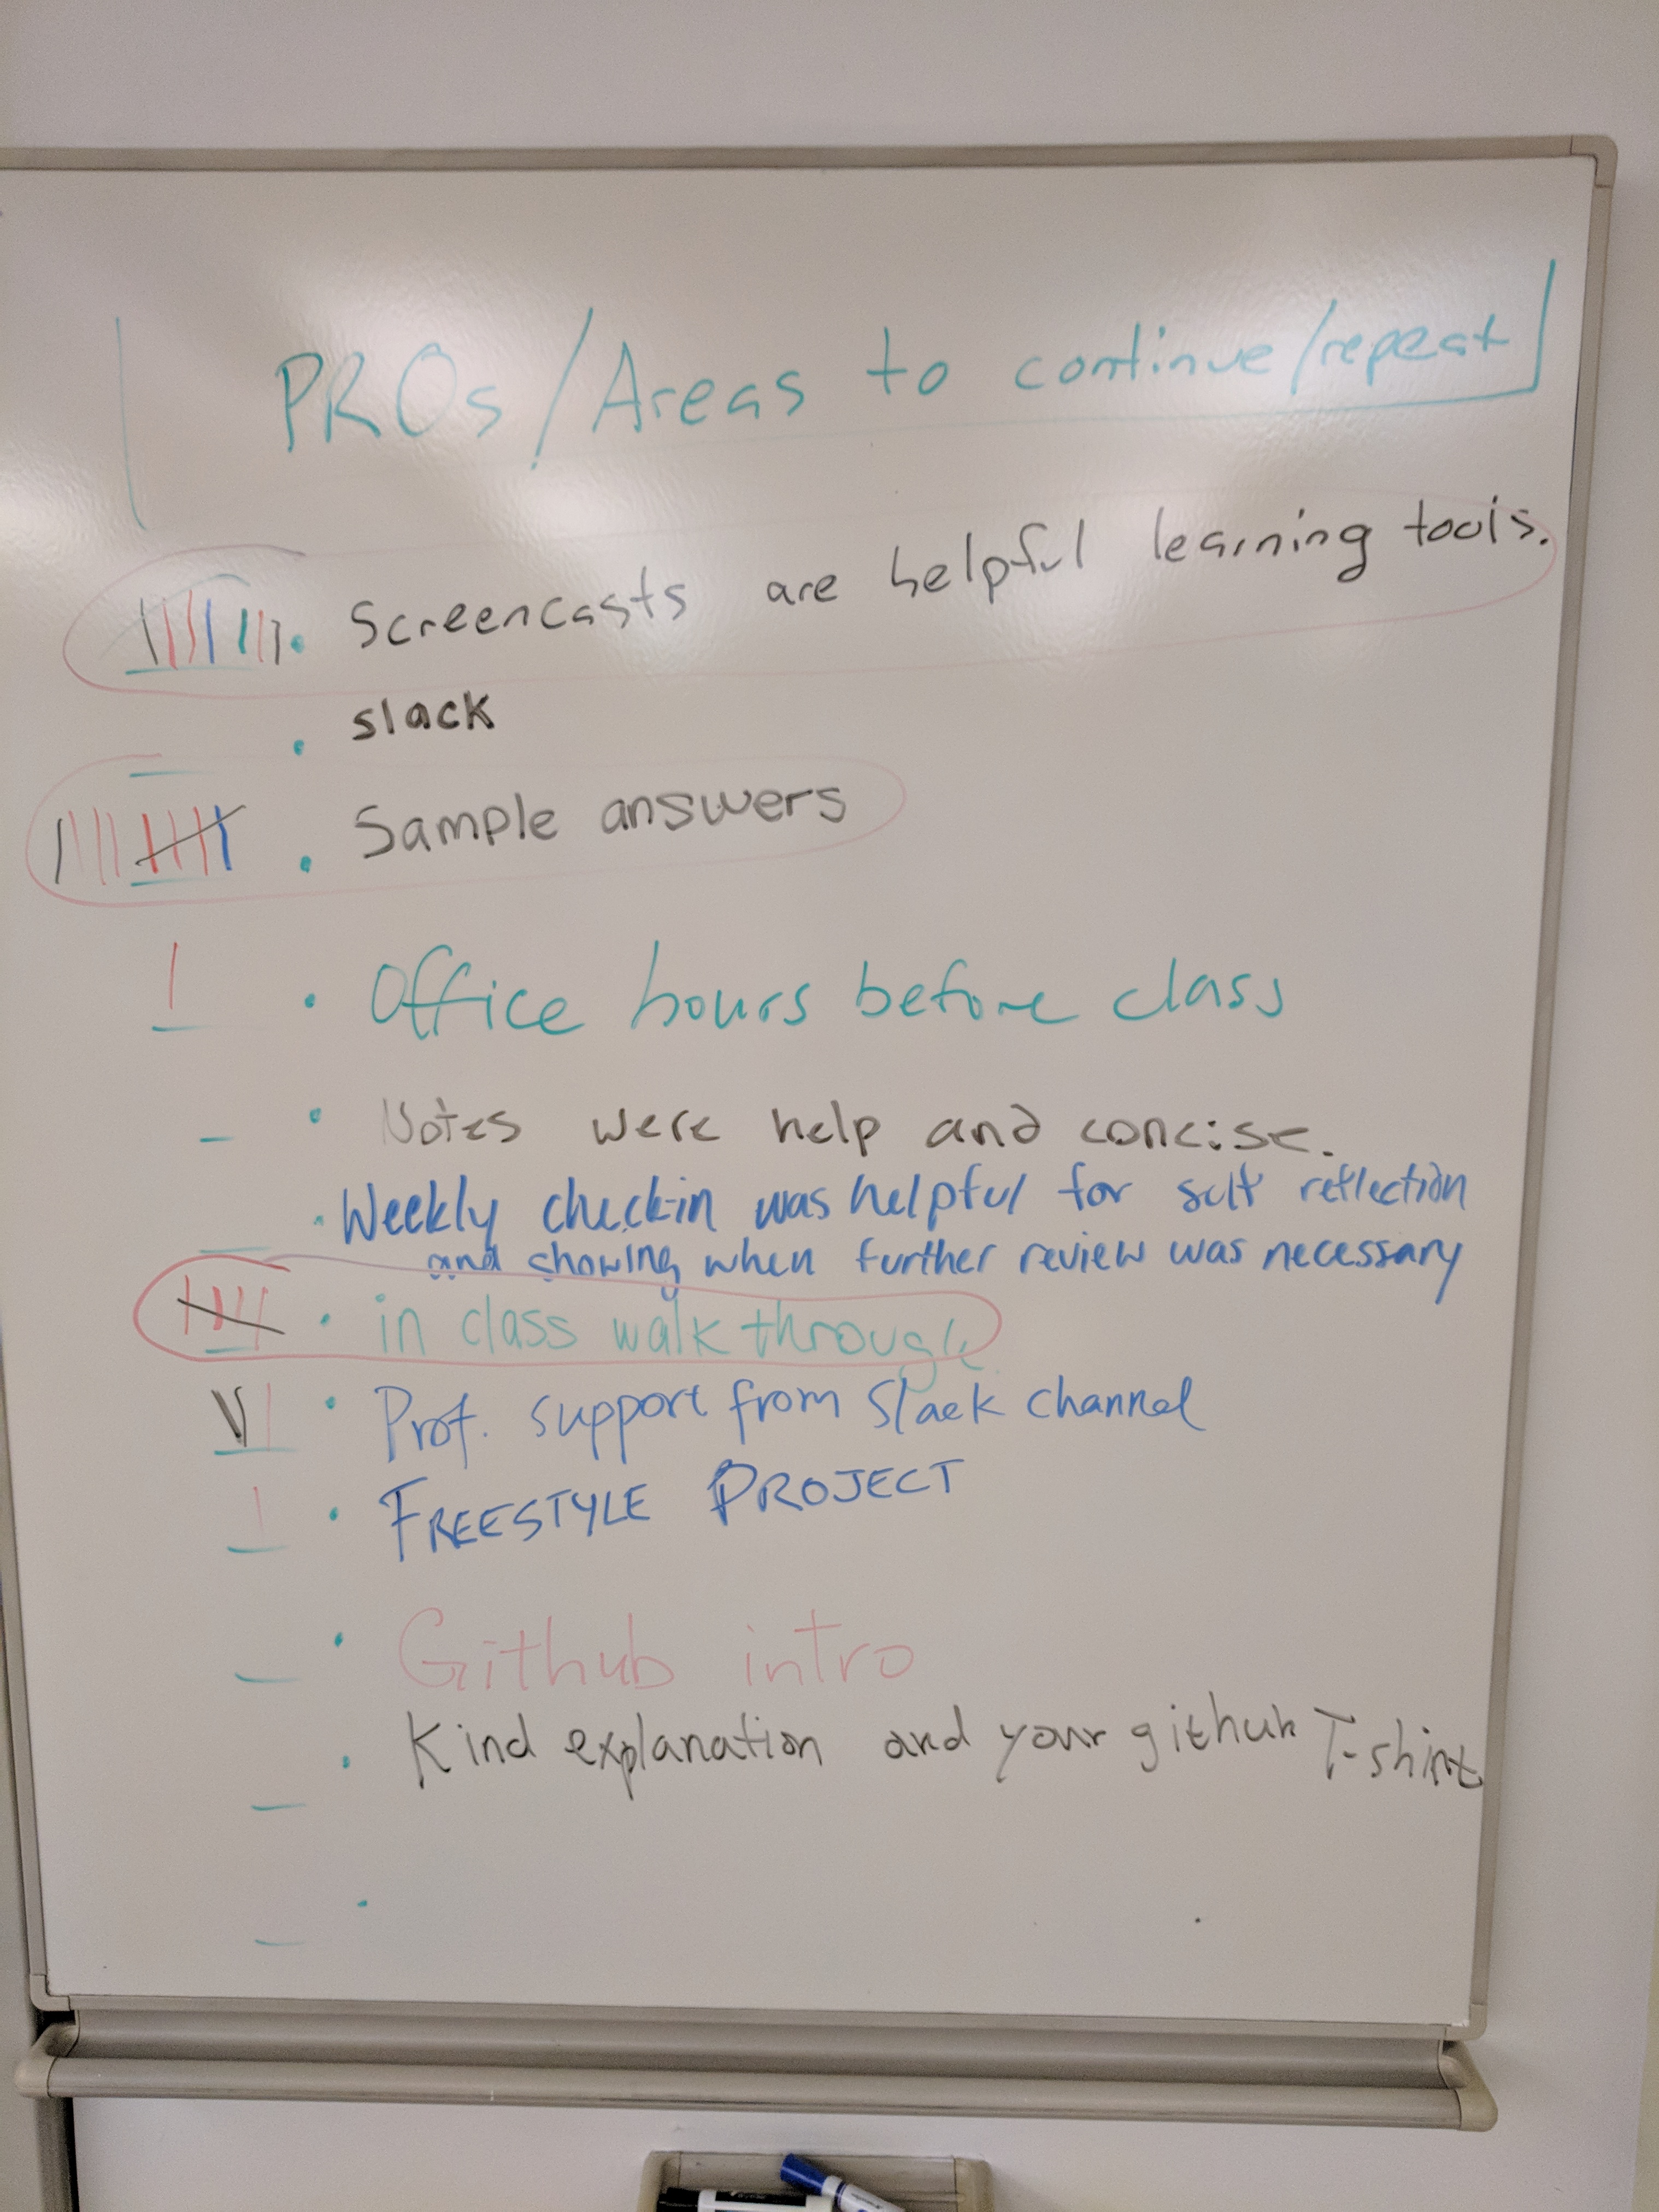 PROs/Areas to continue/repeat
• Screencasts are helpful learning tools.
• slack
• Sample answers
• Office hours before class
• Notes were help and concise.
• Weekly check-in was helpful for self reflection
and showing when further review was necessary
• in class walk through
• Prof. support from Slack channel
• FREESTYLE PROJECT
• Github intro
• Kind explanation and your github T-shirt
•